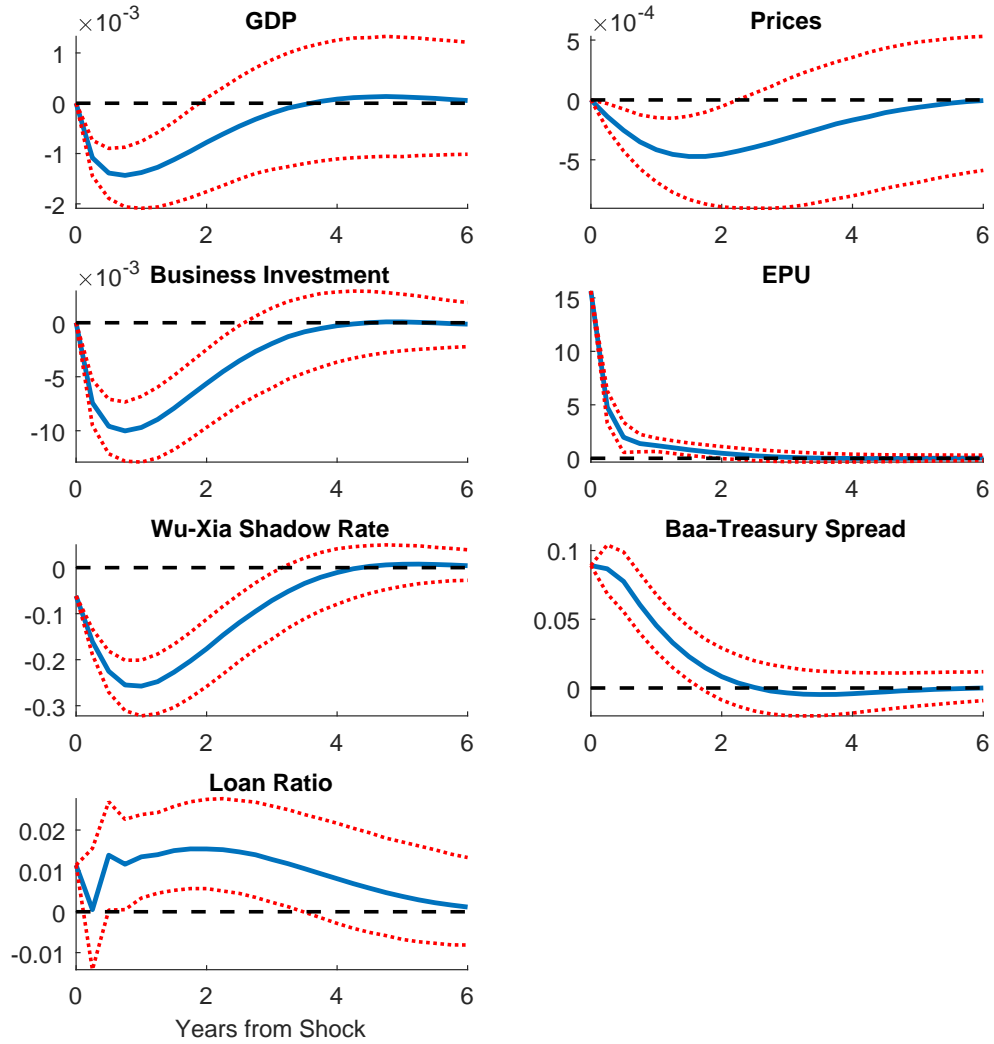 ×10⁻³ GDP
1
0
-1
-2
0 2 4 6
×10⁻⁴ Prices
5
0
-5
0 2 4 6
×10⁻³ Business Investment
0
-5
-10
0 2 4 6
EPU
15
10
5
0
0 2 4 6
Wu-Xia Shadow Rate
0
-0.1
-0.2
-0.3
0 2 4 6
Baa-Treasury Spread
0.1
0.05
0
0 2 4 6
Loan Ratio
0.02
0.01
0
-0.01
0 2 4 6
Years from Shock